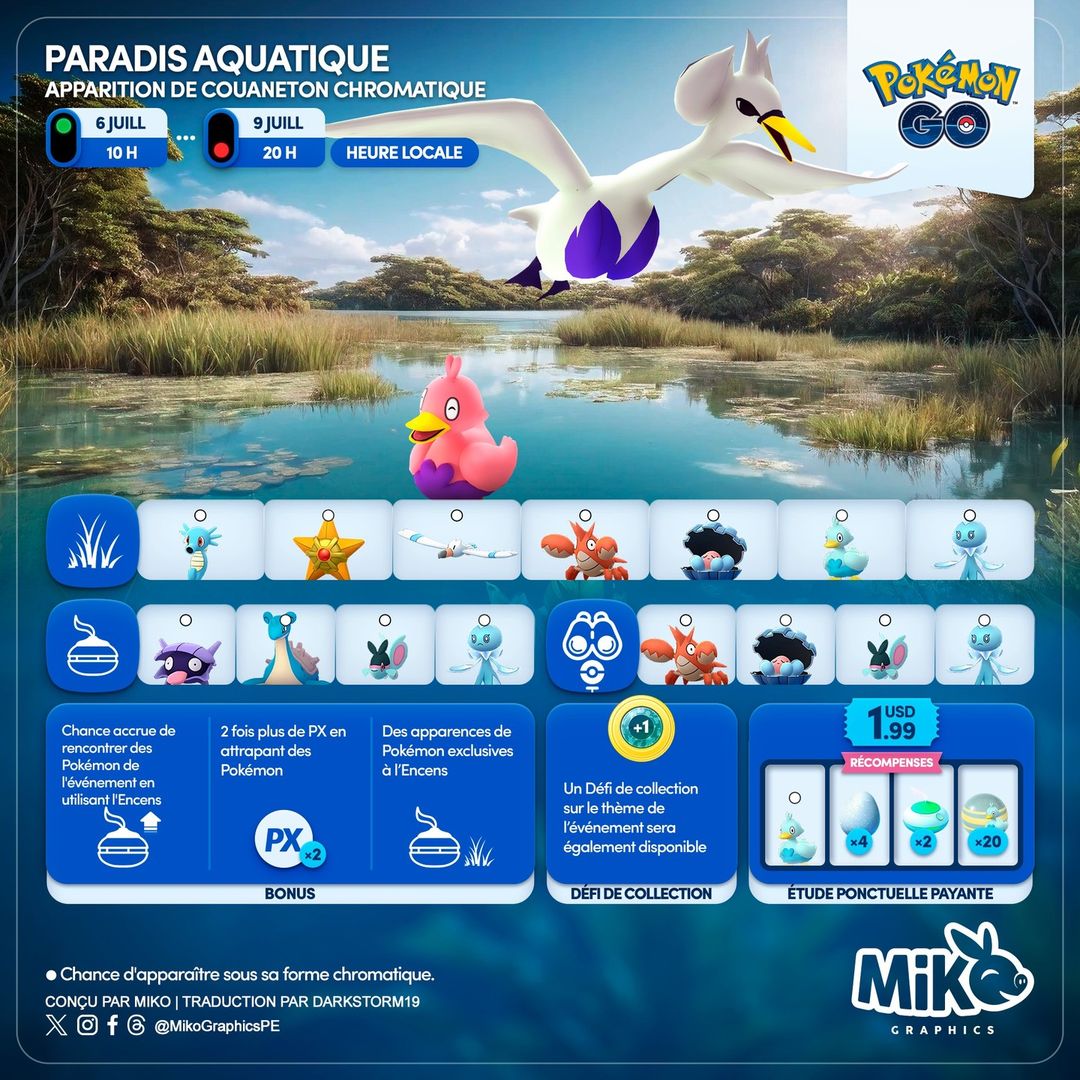 PARADIS AQUATIQUE
APPARITION DE COUANETON CHROMATIQUE
6 JUILL
10 H
...
9 JUILL
20 H
HEURE LOCALE
POKéMON
GO
TM
Chance accrue de
rencontrer des
Pokémon de
l'événement en
utilisant l'Encens
2 fois plus de PX en
attrapant des
Pokémon
PX
x2
Des apparences de
Pokémon exclusives
à l'Encens
BONUS
+1
Un Défi de collection
sur le thème de
l'événement sera
également disponible
DÉFI DE COLLECTION
1 USD
.99
RÉCOMPENSES
x4
x2
x20
ÉTUDE PONCTUELLE PAYANTE
Chance d'apparaître sous sa forme chromatique.
CONÇU PAR MIKO | TRADUCTION PAR DARKSTORM19
@MikoGraphicsPE
MiKO
GRAPHICS